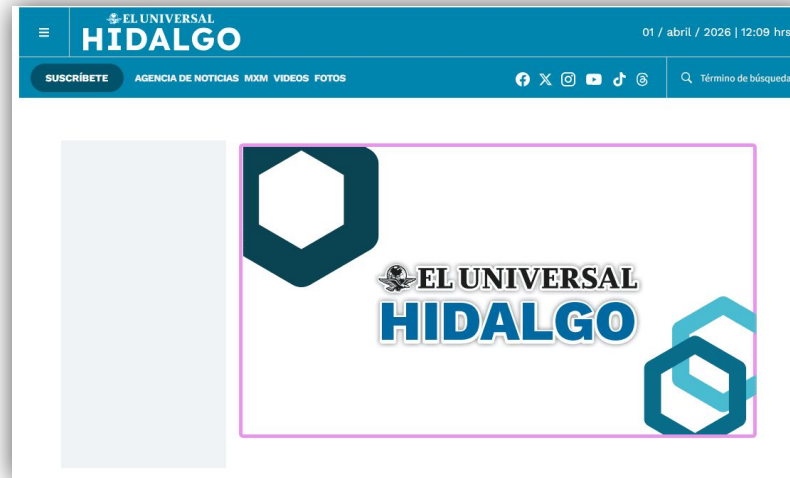 EL UNIVERSAL
HIDALGO
01 / abril / 2026 | 12:09 hrs
SUSCRÍBETE AGENCIA DE NOTICIAS MXM VIDEOS FOTOS
Término de búsqueda
EL UNIVERSAL
HIDALGO